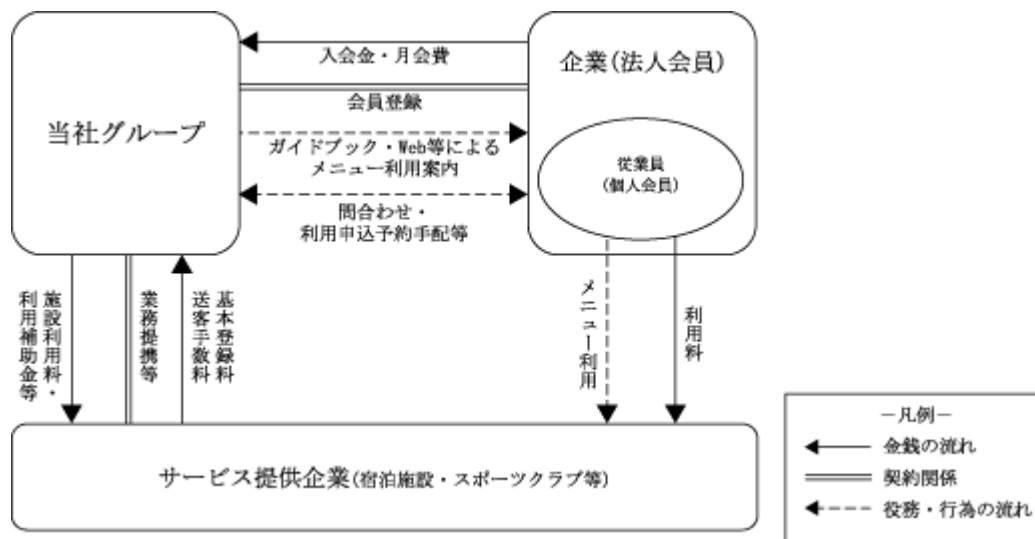 入会金・月会費
企業(法人会員)
会員登録
当社グループ
ガイドブック・Web等による
メニュー利用案内
従業員
(個人会員)
問合わせ・
利用申込予約手配等
施設利用料・
利用補助金等
業務提携等
基本登録料
送客手数料
メニュー利用
利用料
サービス提供企業(宿泊施設・スポーツクラブ等)
－凡例－
金銭の流れ
契約関係
役務・行為の流れ